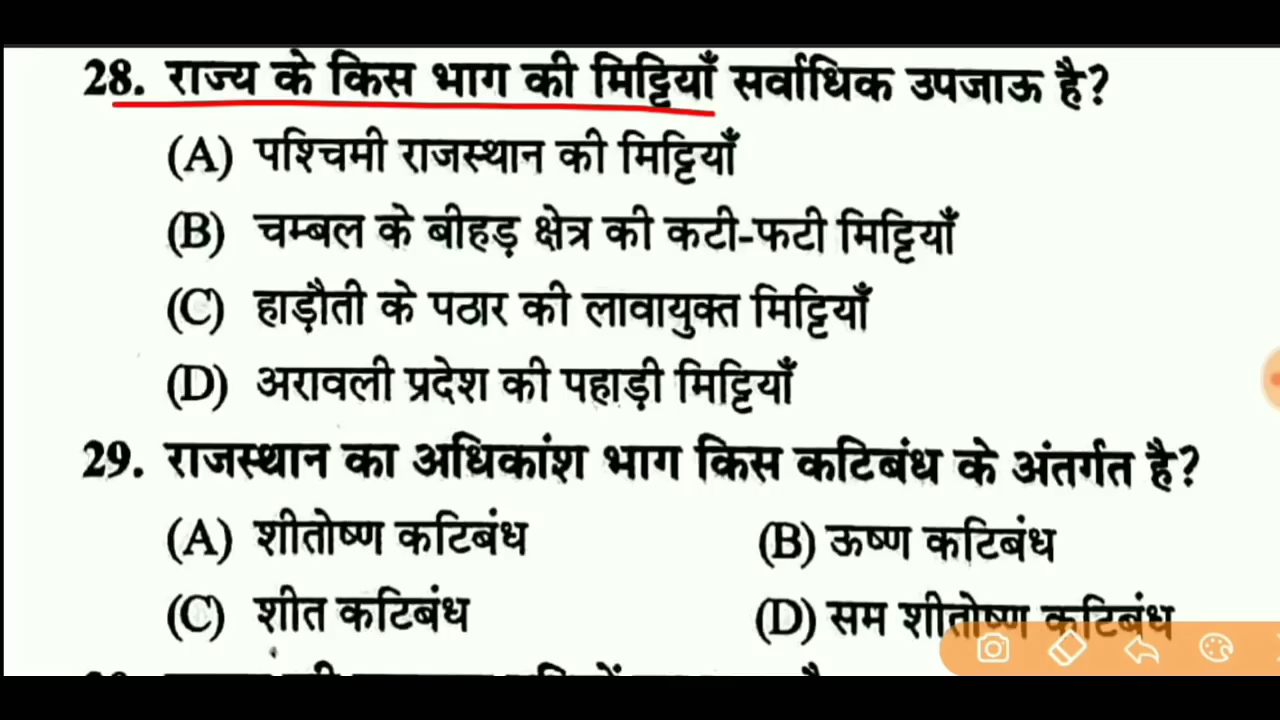 28. राज्य के किस भाग की मिट्टियाँ सर्वाधिक उपजाऊ है?
(A) पश्चिमी राजस्थान की मिट्टियाँ
(B) चम्बल के बीहड़ क्षेत्र की कटी-फटी मिट्टियाँ
(C) हाड़ौती के पठार की लावायुक्त मिट्टियाँ
(D) अरावली प्रदेश की पहाड़ी मिट्टियाँ
29. राजस्थान का अधिकांश भाग किस कटिबंध के अंतर्गत है?
(A) शीतोष्ण कटिबंध (B) ऊष्ण कटिबंध
(C) शीत कटिबंध (D) सम शीतोष्ण कटिबंध